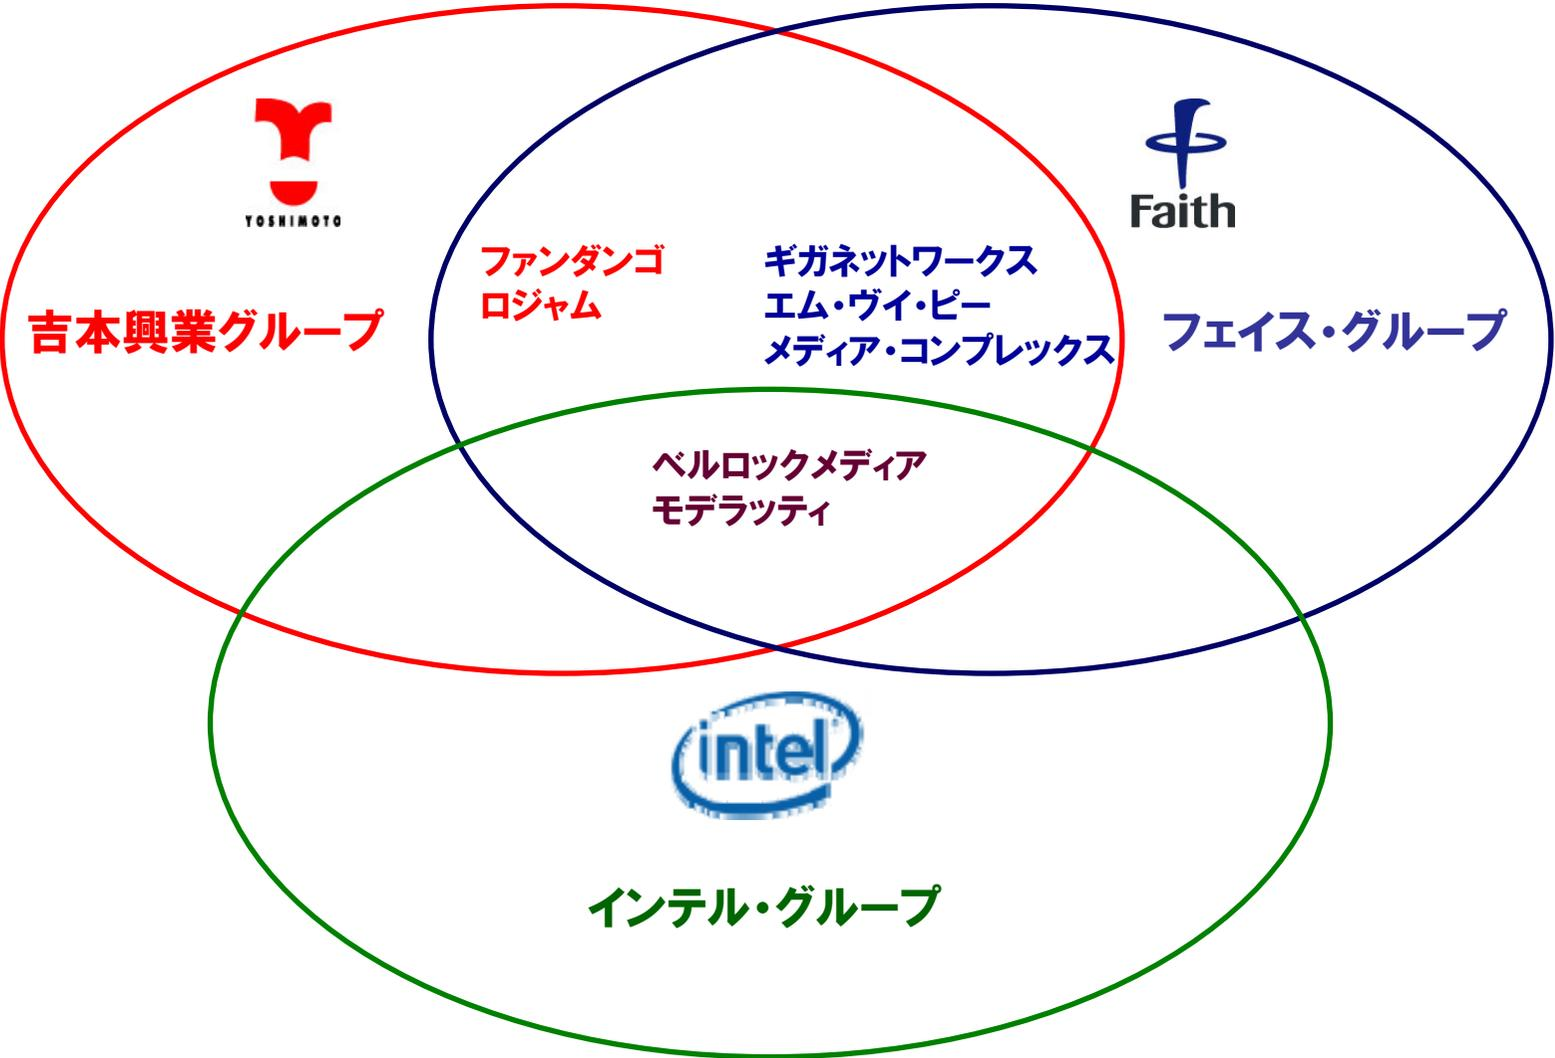 YOSHIMOTO
Faith
ファンダンゴ
ロジャム
ギガネットワークス
エム・ヴイ・ピー
メディア・コンプレックス
吉本興業グループ
フェイス・グループ
ベルロックメディア
モデラッティ
intel
インテル・グループ